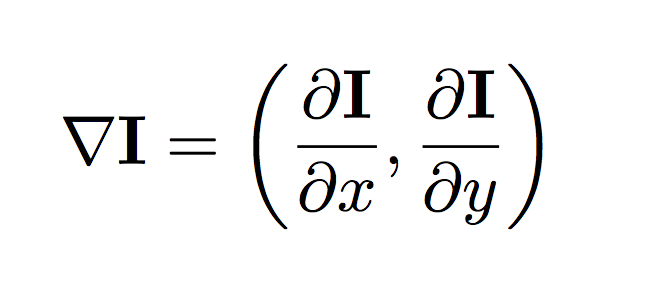 ∇𝐈 = (∂𝐈/∂x, ∂𝐈/∂y)